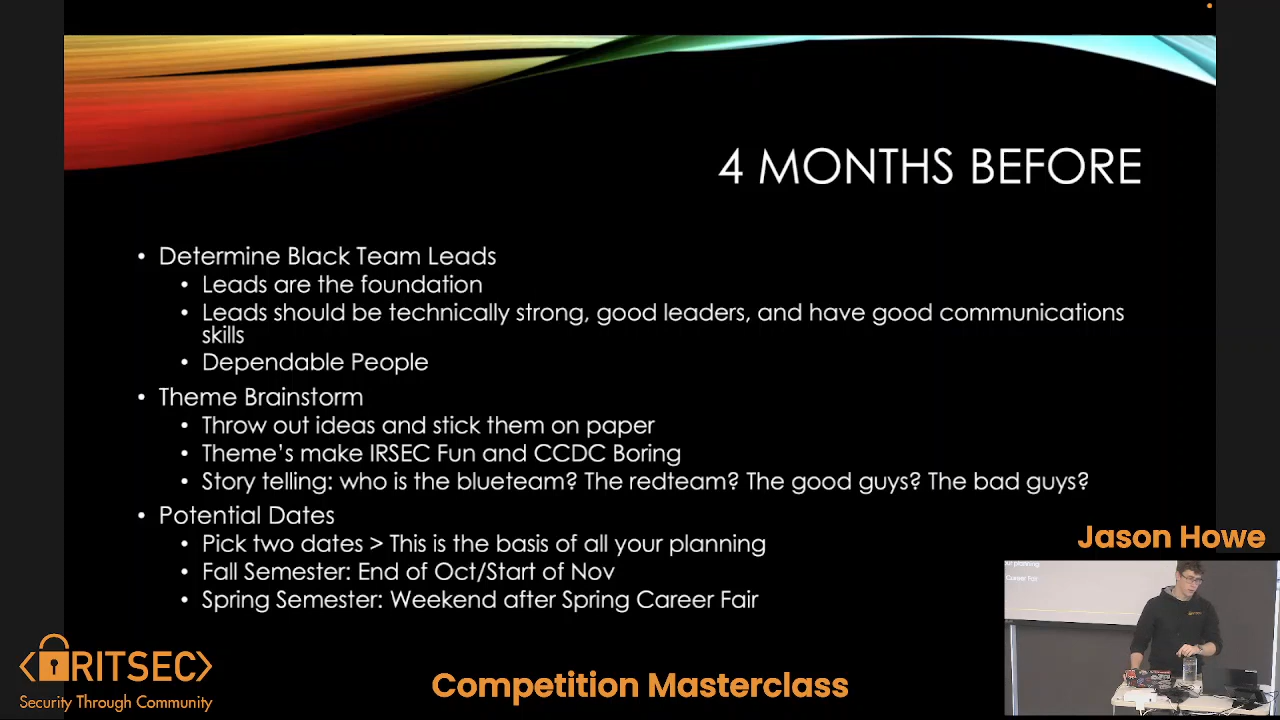 4 MONTHS BEFORE
• Determine Black Team Leads
• Leads are the foundation
• Leads should be technically strong, good leaders, and have good communications
skills
• Dependable People
• Theme Brainstorm
• Throw out ideas and stick them on paper
• Theme's make IRSEC Fun and CCDC Boring
• Story telling: who is the blueteam? The redteam? The good guys? The bad guys?
• Potential Dates
• Pick two dates > This is the basis of all your planning
• Fall Semester: End of Oct/Start of Nov
• Spring Semester: Weekend after Spring Career Fair
Jason Howe
planning
Career Fair
RITSEC
Security Through Community
Competition Masterclass